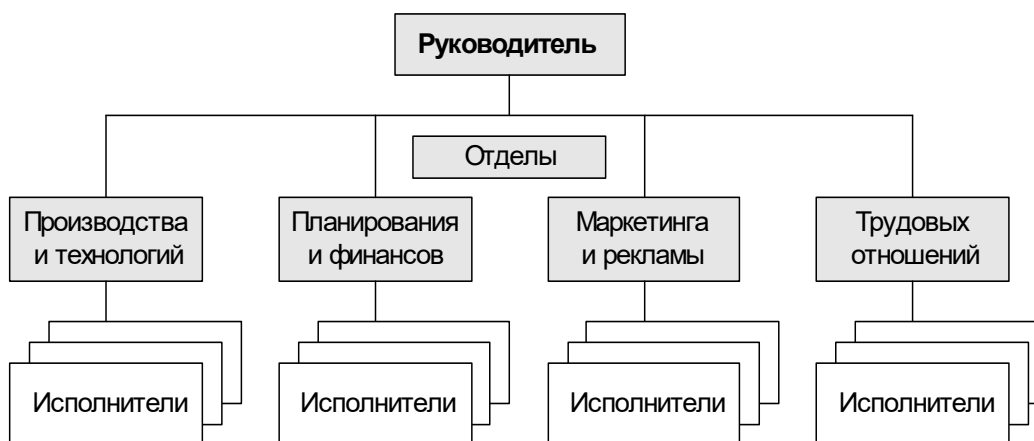 Руководитель
Отделы
Производства
и технологий
Планирования
и финансов
Маркетинга
и рекламы
Трудовых
отношений
Исполнители
Исполнители
Исполнители
Исполнители